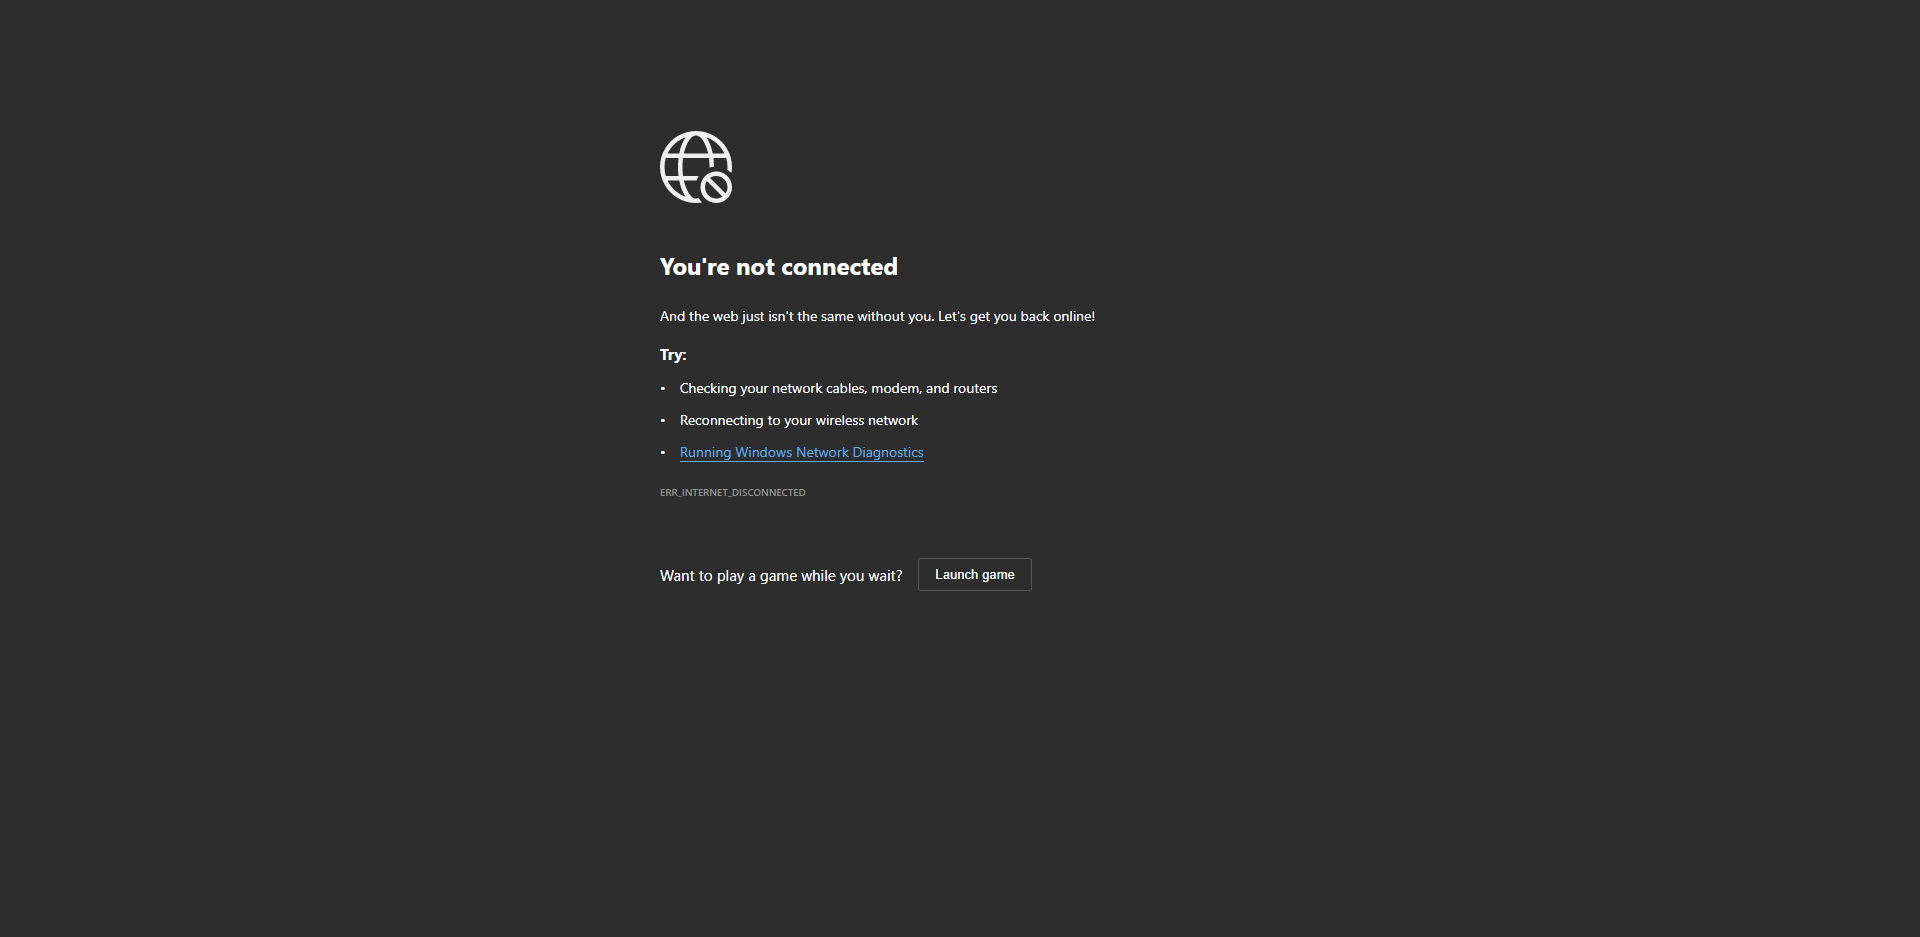 You're not connected
And the web just isn't the same without you. Let's get you back online!
Try:
• Checking your network cables, modem, and routers
• Reconnecting to your wireless network
• Running Windows Network Diagnostics
ERR_INTERNET_DISCONNECTED
Want to play a game while you wait? Launch game